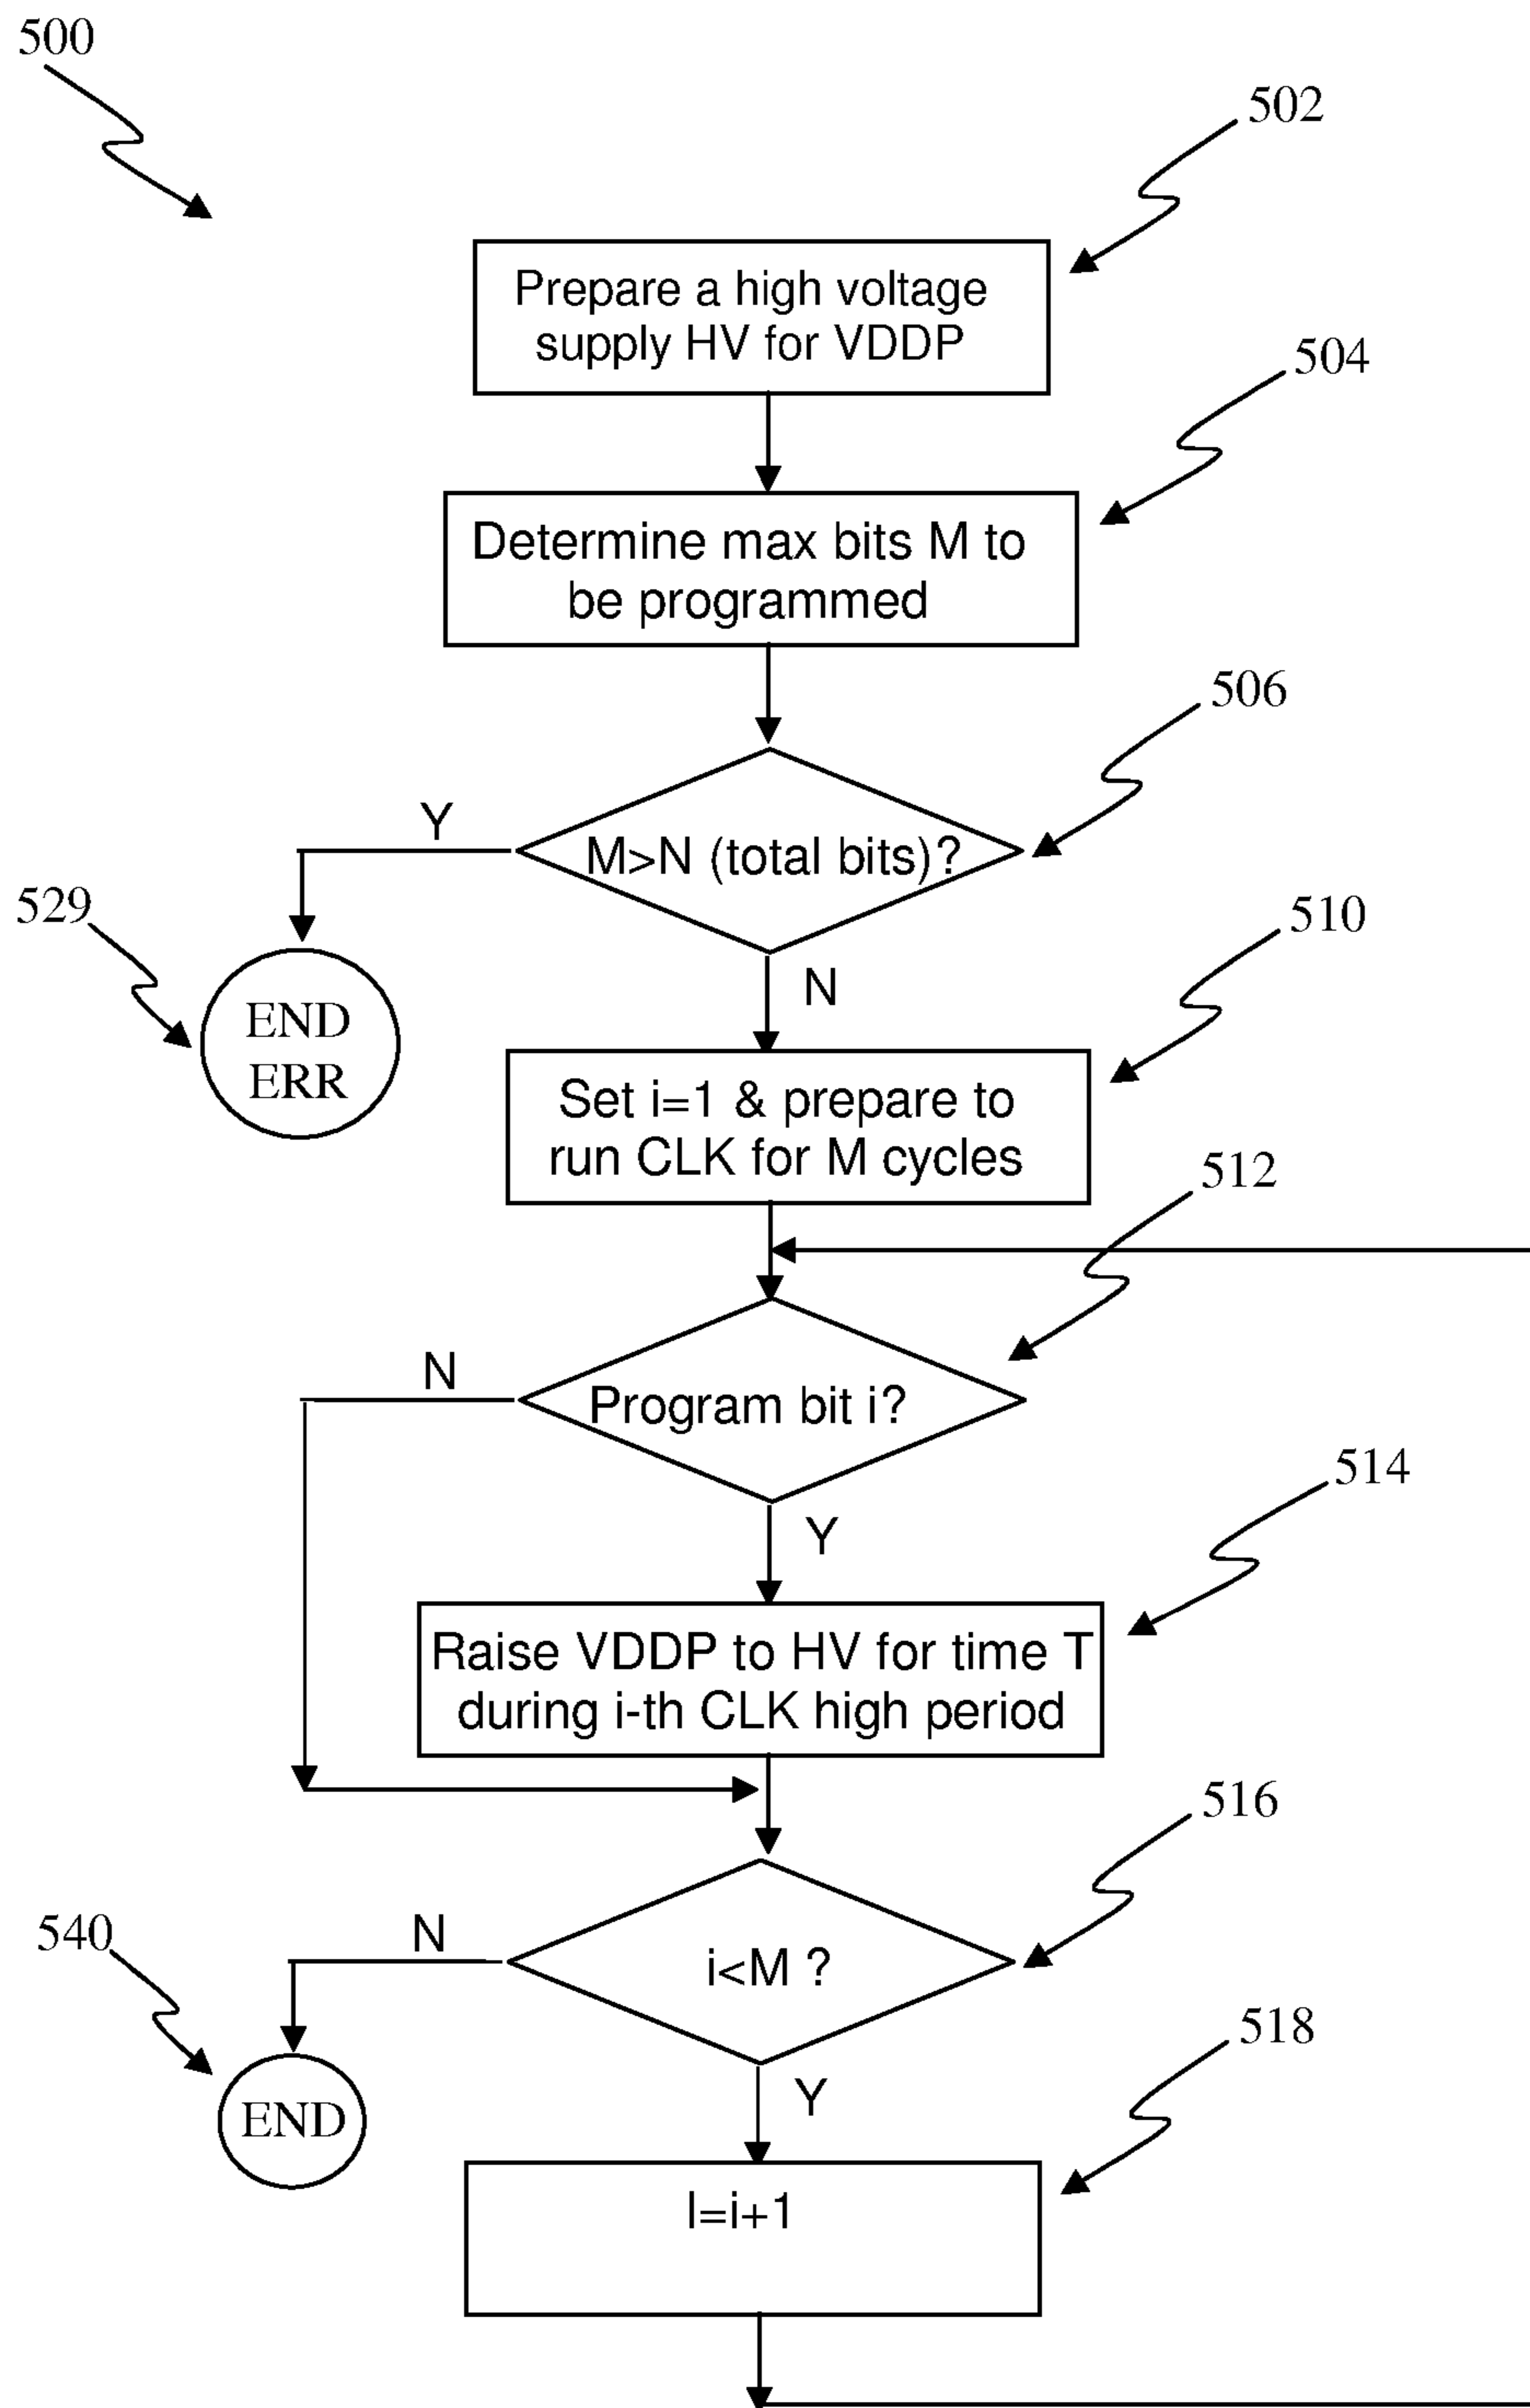 500
502
Prepare a high voltage
supply HV for VDDP
504
Determine max bits M to
be programmed
506
Y
M>N (total bits)?
529
510
N
END
ERR
Set i=1 & prepare to
run CLK for M cycles
512
N
Program bit i?
514
Y
Raise VDDP to HV for time T
during i-th CLK high period
516
540
N
i<M ?
518
Y
END
I=i+1